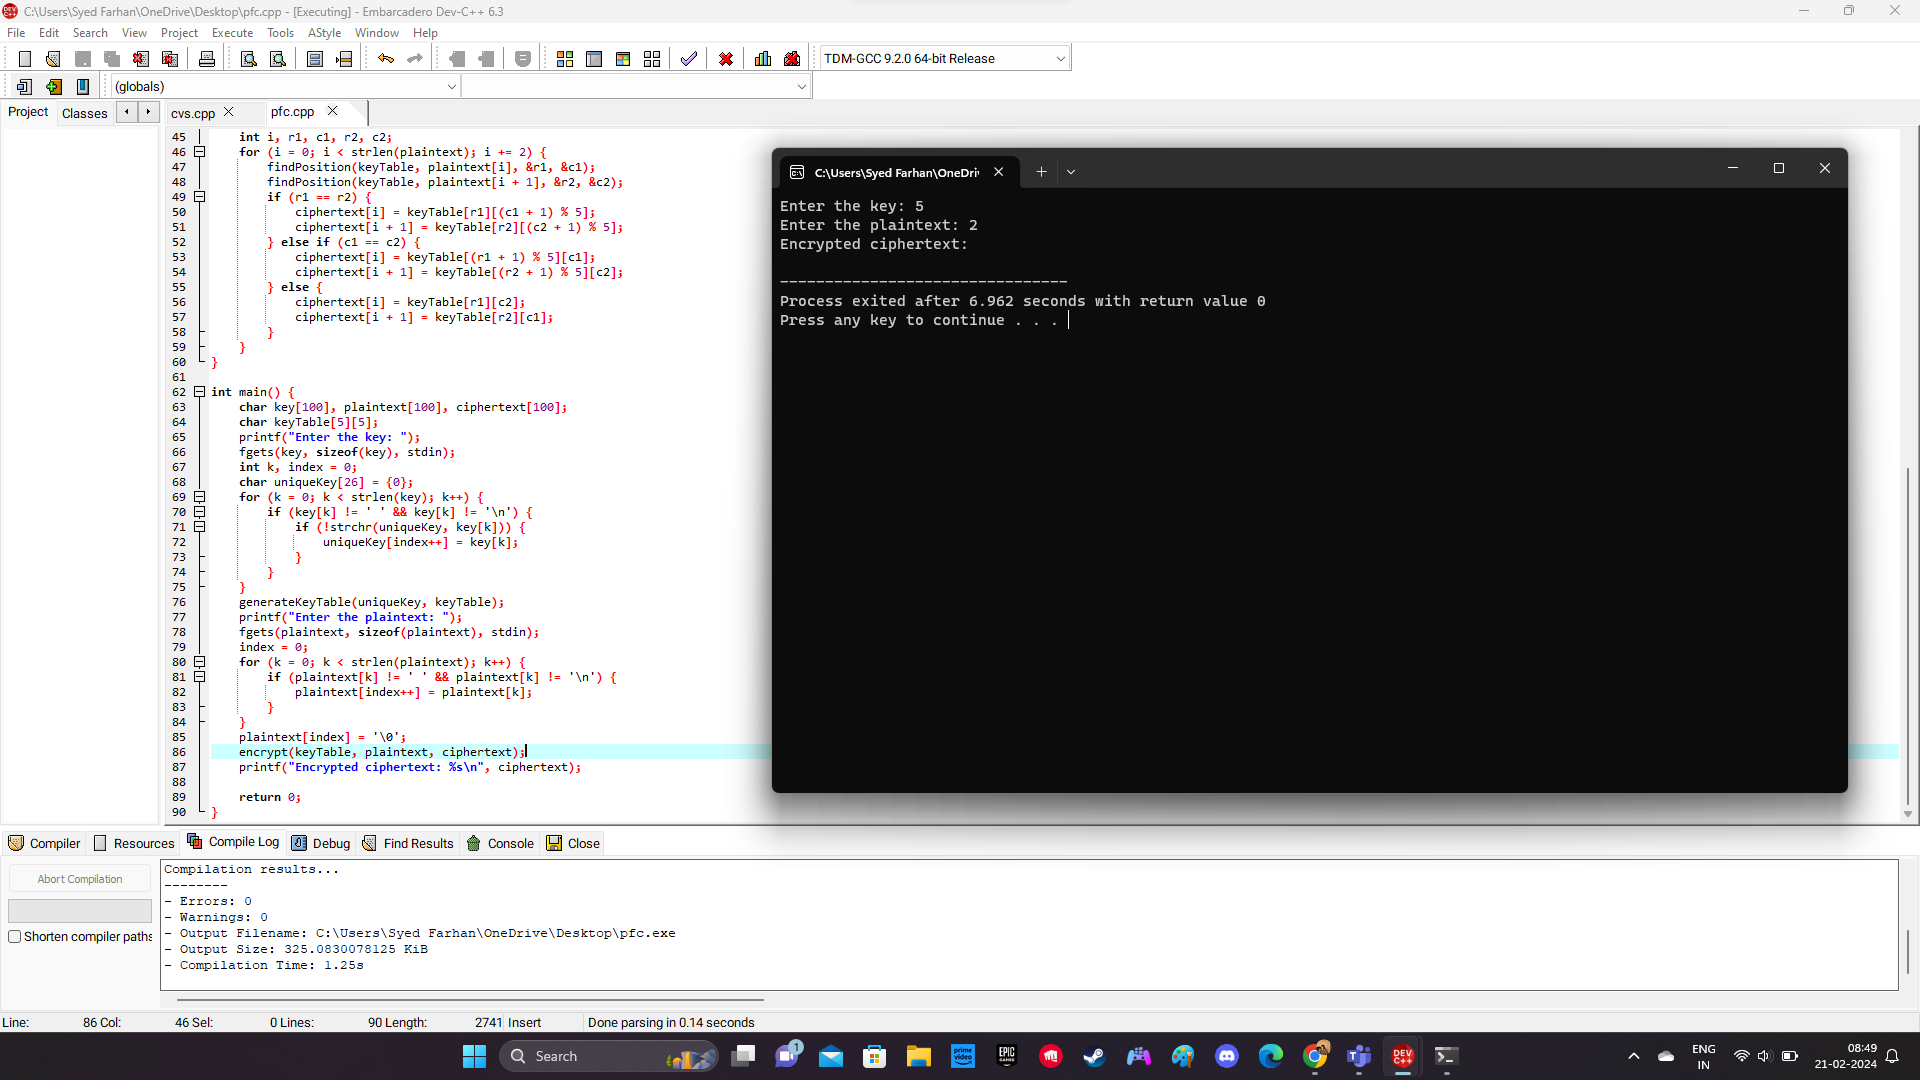 C:\Users\Syed Farhan\OneDrive\Desktop\pfc.cpp - [Executing] - Embarcadero Dev-C++ 6.3
File Edit Search View Project Execute Tools AStyle Window Help
TDM-GCC 9.2.0 64-bit Release
(globals)
Project Classes cvs.cpp pfc.cpp
45 int i, r1, c1, r2, c2;
46 for (i = 0; i < strlen(plaintext); i += 2) {
47 findPosition(keyTable, plaintext[i], &r1, &c1);
48 findPosition(keyTable, plaintext[i + 1], &r2, &c2);
49 if (r1 == r2) {
50 ciphertext[i] = keyTable[r1][(c1 + 1) % 5];
51 ciphertext[i + 1] = keyTable[r2][(c2 + 1) % 5];
52 } else if (c1 == c2) {
53 ciphertext[i] = keyTable[(r1 + 1) % 5][c1];
54 ciphertext[i + 1] = keyTable[(r2 + 1) % 5][c2];
55 } else {
56 ciphertext[i] = keyTable[r1][c2];
57 ciphertext[i + 1] = keyTable[r2][c1];
58 }
59 }
60 }
61
62 int main() {
63 char key[100], plaintext[100], ciphertext[100];
64 char keyTable[5][5];
65 printf("Enter the key: ");
66 fgets(key, sizeof(key), stdin);
67 int k, index = 0;
68 char uniqueKey[26] = {0};
69 for (k = 0; k < strlen(key); k++) {
70 if (key[k] != ' ' && key[k] != '\n') {
71 if (!strchr(uniqueKey, key[k])) {
72 uniqueKey[index++] = key[k];
73 }
74 }
75 }
76 generateKeyTable(uniqueKey, keyTable);
77 printf("Enter the plaintext: ");
78 fgets(plaintext, sizeof(plaintext), stdin);
79 index = 0;
80 for (k = 0; k < strlen(plaintext); k++) {
81 if (plaintext[k] != ' ' && plaintext[k] != '\n') {
82 plaintext[index++] = plaintext[k];
83 }
84 }
85 plaintext[index] = '\0';
86 encrypt(keyTable, plaintext, ciphertext);
87 printf("Encrypted ciphertext: %s\n", ciphertext);
88
89 return 0;
90 }
C:\Users\Syed Farhan\OneDri
Enter the key: 5
Enter the plaintext: 2
Encrypted ciphertext:
--------------------------------
Process exited after 6.962 seconds with return value 0
Press any key to continue . . .
Compiler Resources Compile Log Debug Find Results Console Close
Abort Compilation
Shorten compiler paths
Compilation results...
--------
- Errors: 0
- Warnings: 0
- Output Filename: C:\Users\Syed Farhan\OneDrive\Desktop\pfc.exe
- Output Size: 325.0830078125 KiB
- Compilation Time: 1.25s
Line: 86 Col: 46 Sel: 0 Lines: 90 Length: 2741 Insert Done parsing in 0.14 seconds
Search
1
prime video
EPIC GAMES
DEV C++
ENG
IN
08:49
21-02-2024